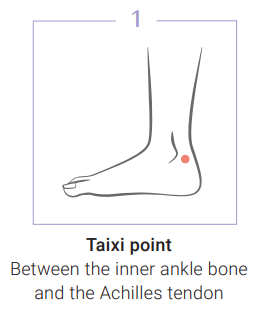 1
Taixi point
Between the inner ankle bone
and the Achilles tendon